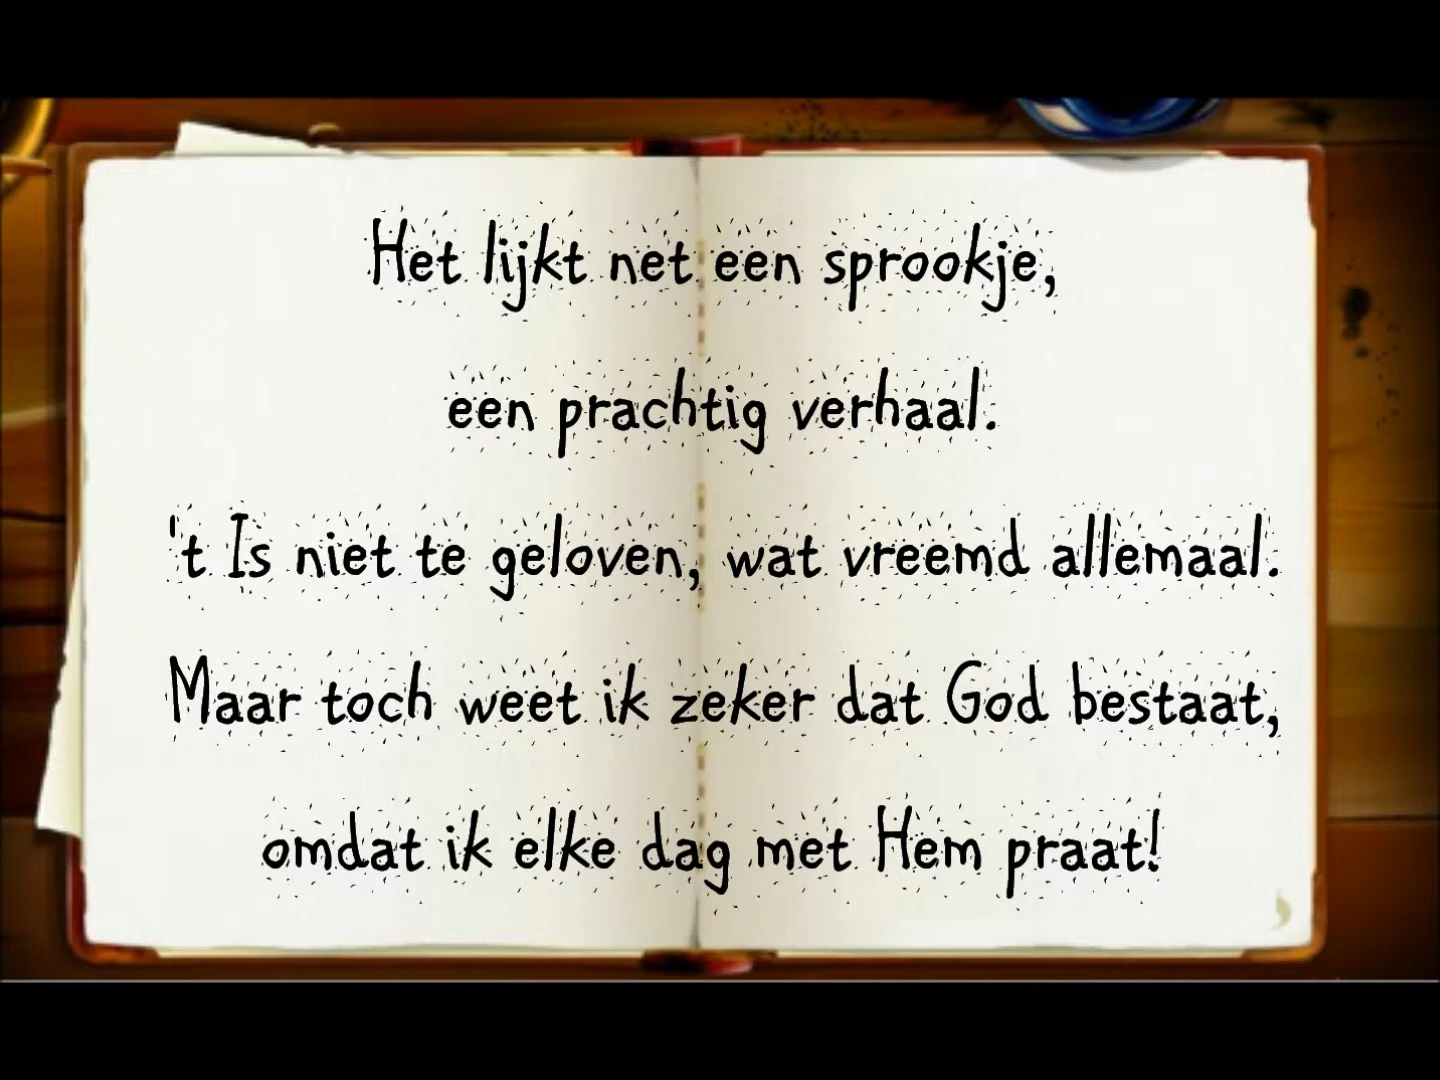 Het lijkt net een sprookje,
een prachtig verhaal.
't Is niet te geloven, wat vreemd allemaal.
Maar toch weet ik zeker dat God bestaat,
omdat ik elke dag met Hem praat!